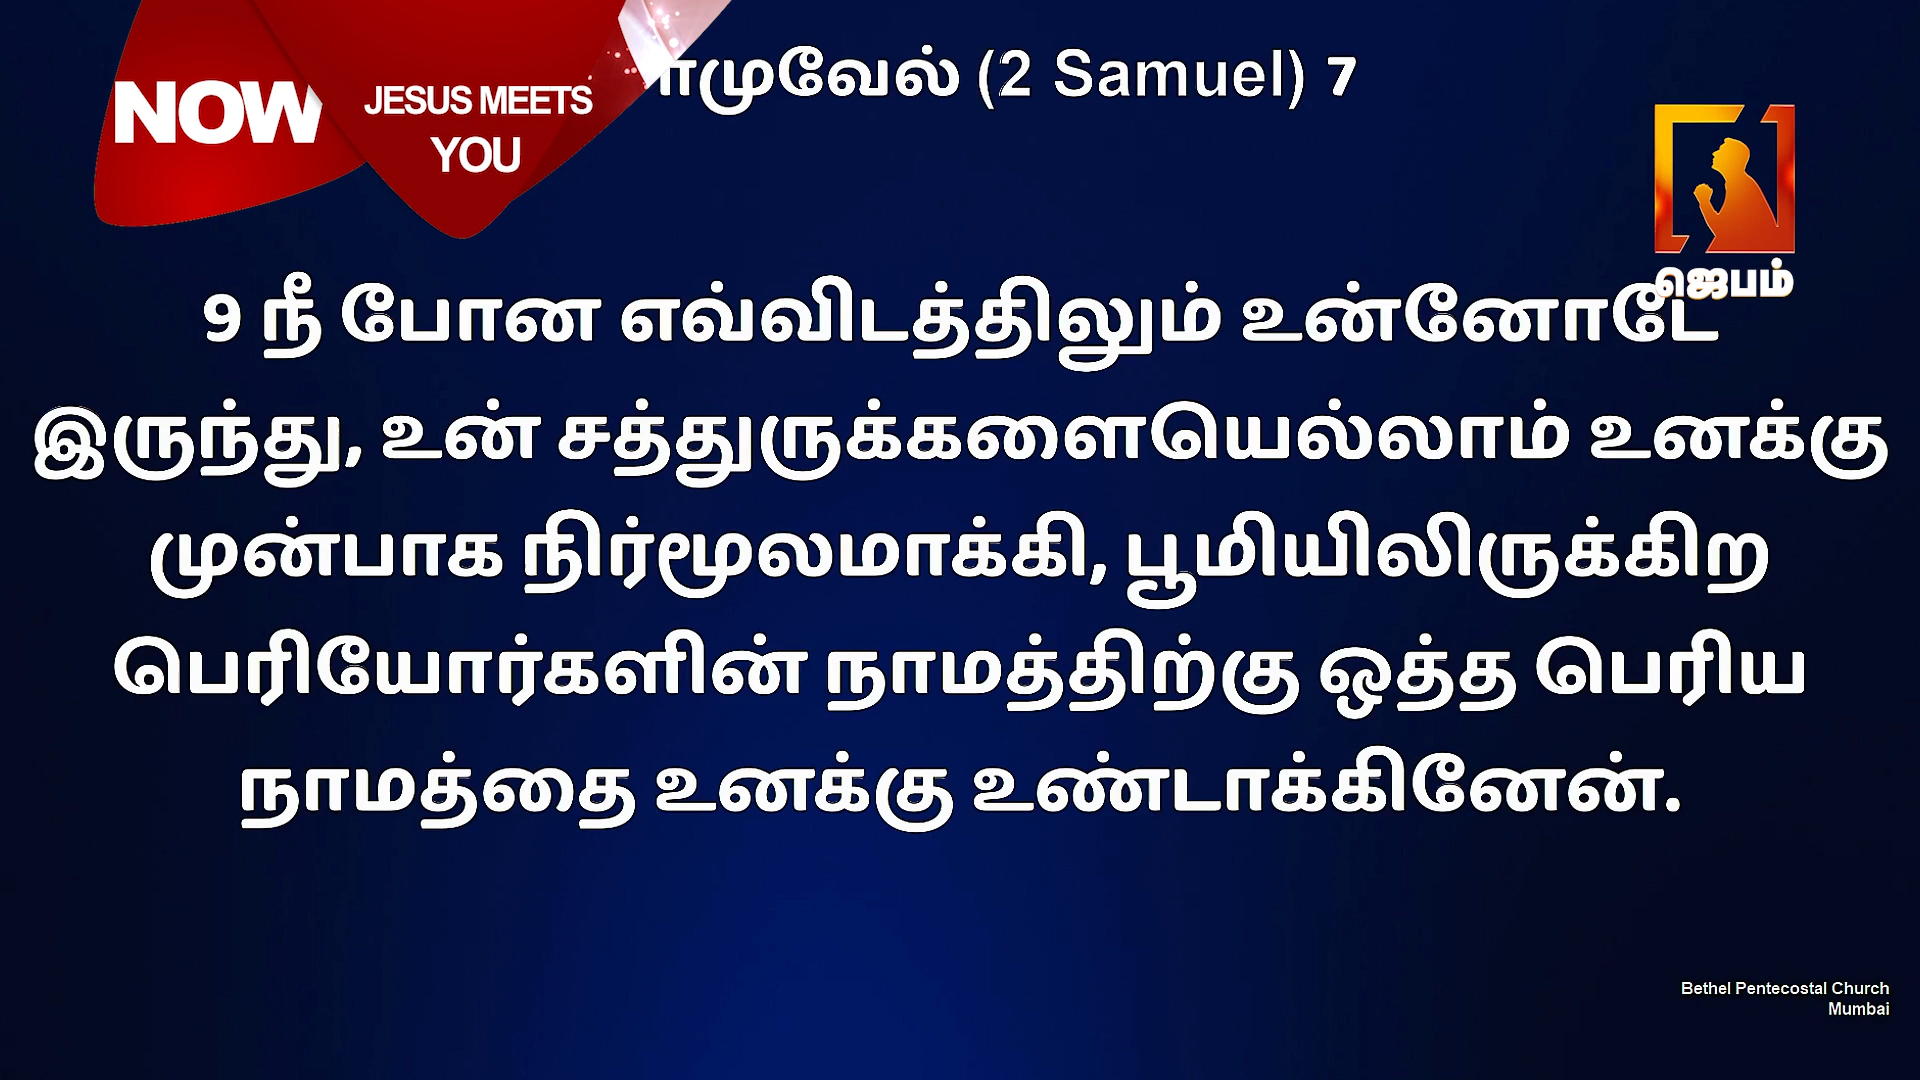 NOW
JESUS MEETS
YOU
ாமுவேல் (2 Samuel) 7
ஜெபம்
9 நீ போன எவ்விடத்திலும் உன்னோடே
இருந்து, உன் சத்துருக்களையெல்லாம் உனக்கு
முன்பாக நிர்மூலமாக்கி, பூமியிலிருக்கிற
பெரியோர்களின் நாமத்திற்கு ஒத்த பெரிய
நாமத்தை உனக்கு உண்டாக்கினேன்.
Bethel Pentecostal Church
Mumbai